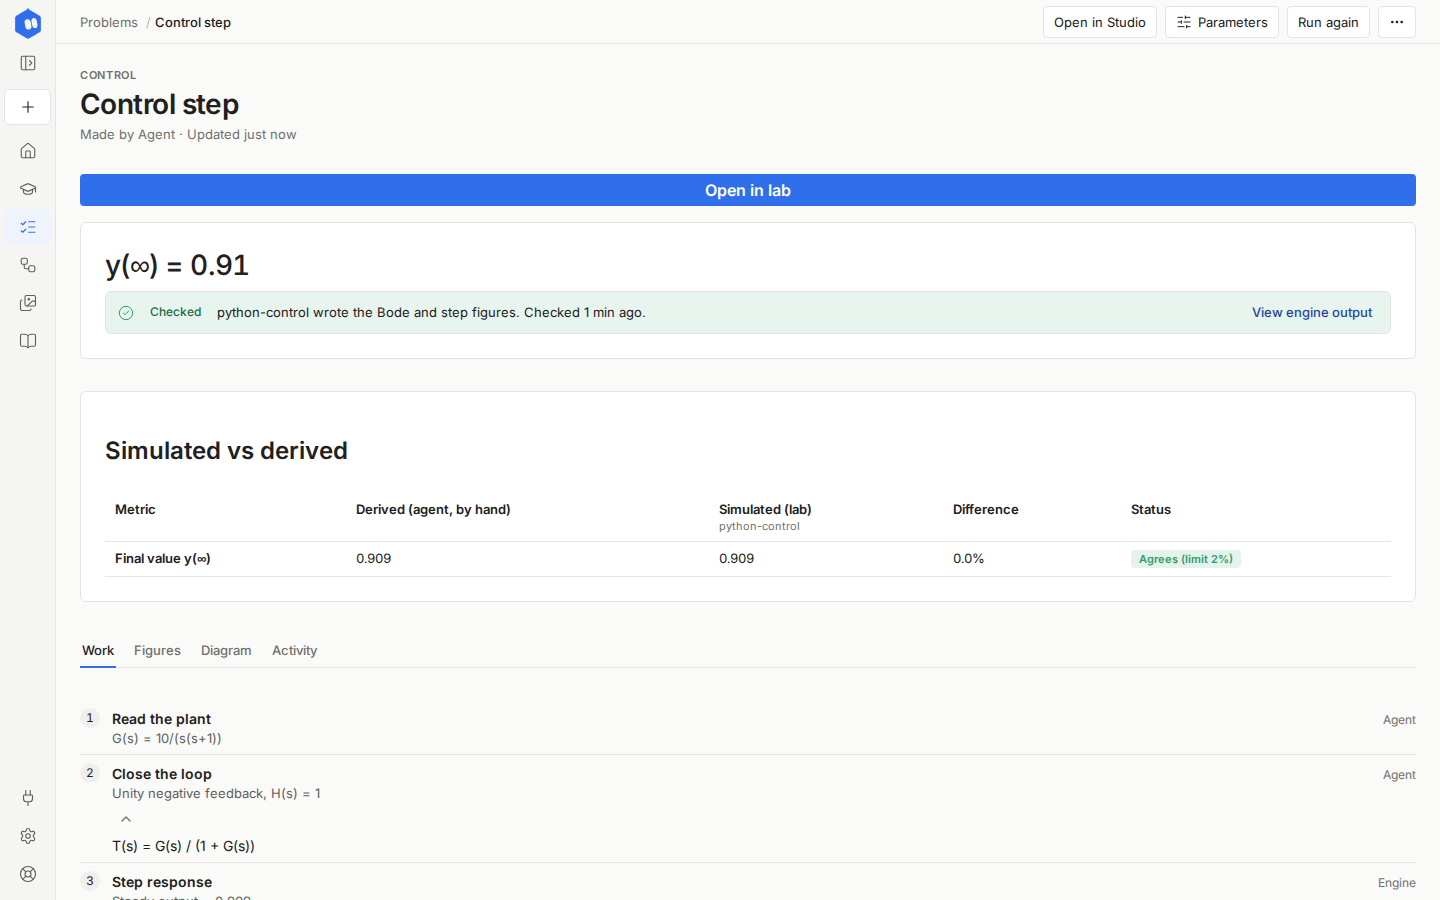 Problems / Control step
Open in Studio
Parameters
Run again
CONTROL
Control step
Made by Agent · Updated just now
Open in lab
y(∞) = 0.91
Checked python-control wrote the Bode and step figures. Checked 1 min ago. View engine output
Simulated vs derived
Metric Derived (agent, by hand) Simulated (lab) Difference Status
python-control
Final value y(∞) 0.909 0.909 0.0% Agrees (limit 2%)
Work Figures Diagram Activity
1 Read the plant Agent
G(s) = 10/(s(s+1))
2 Close the loop Agent
Unity negative feedback, H(s) = 1
T(s) = G(s) / (1 + G(s))
3 Step response Engine